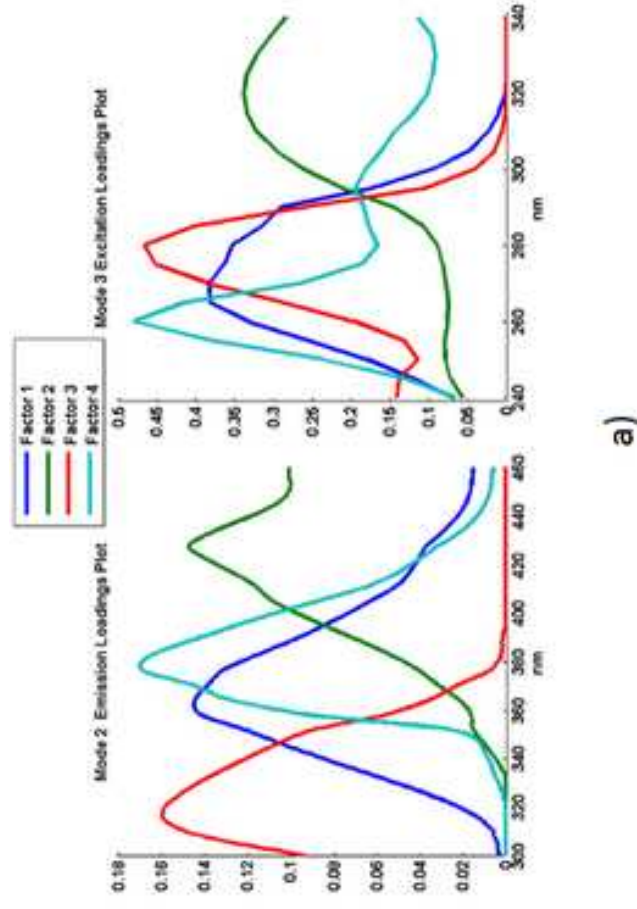 Factor 1
Factor 2
Factor 3
Factor 4
Mode 2 Emission Loadings Plot
0.18
0.16
0.14
0.12
0.1
0.08
0.06
0.04
0.02
0
300 320 340 360 380 400 420 440 460
nm
Mode 3 Excitation Loadings Plot
0.5
0.45
0.4
0.35
0.3
0.25
0.2
0.15
0.1
0.05
0
240 260 280 300 320 340
nm
a)